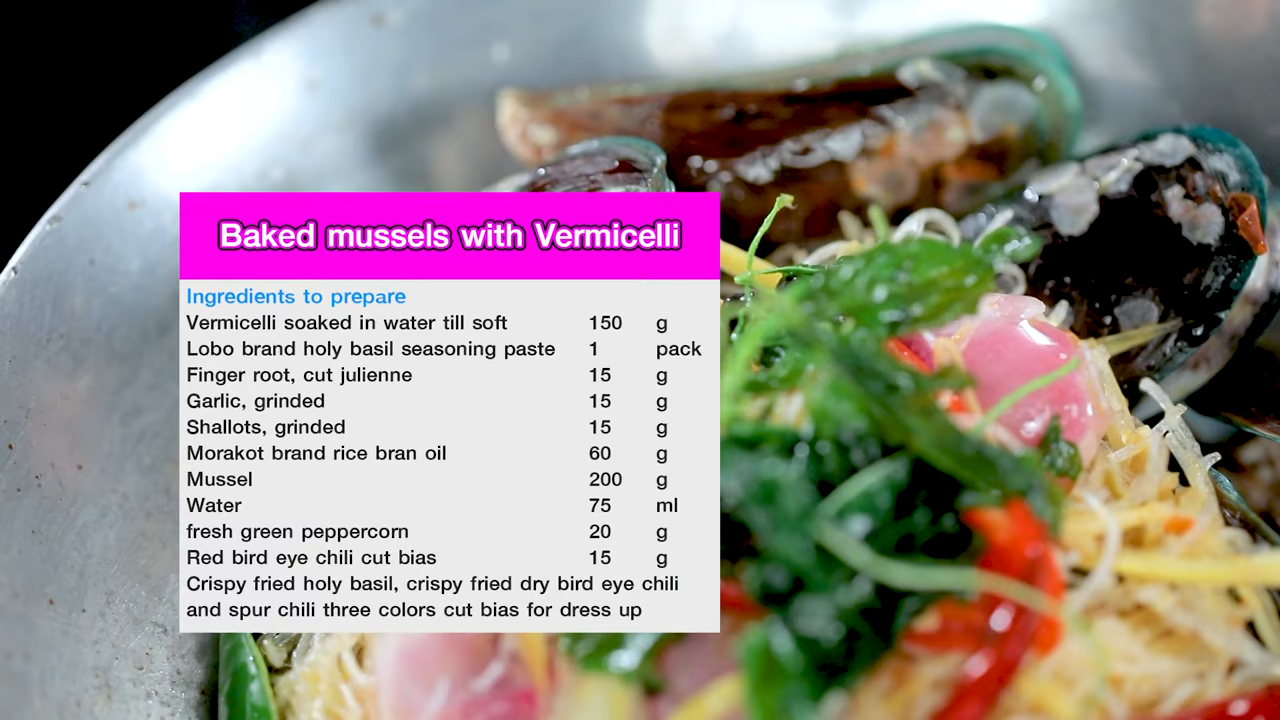 Baked mussels with Vermicelli
Ingredients to prepare
Vermicelli soaked in water till soft 150 g
Lobo brand holy basil seasoning paste 1 pack
Finger root, cut julienne 15 g
Garlic, grinded 15 g
Shallots, grinded 15 g
Morakot brand rice bran oil 60 g
Mussel 200 g
Water 75 ml
fresh green peppercorn 20 g
Red bird eye chili cut bias 15 g
Crispy fried holy basil, crispy fried dry bird eye chili
and spur chili three colors cut bias for dress up